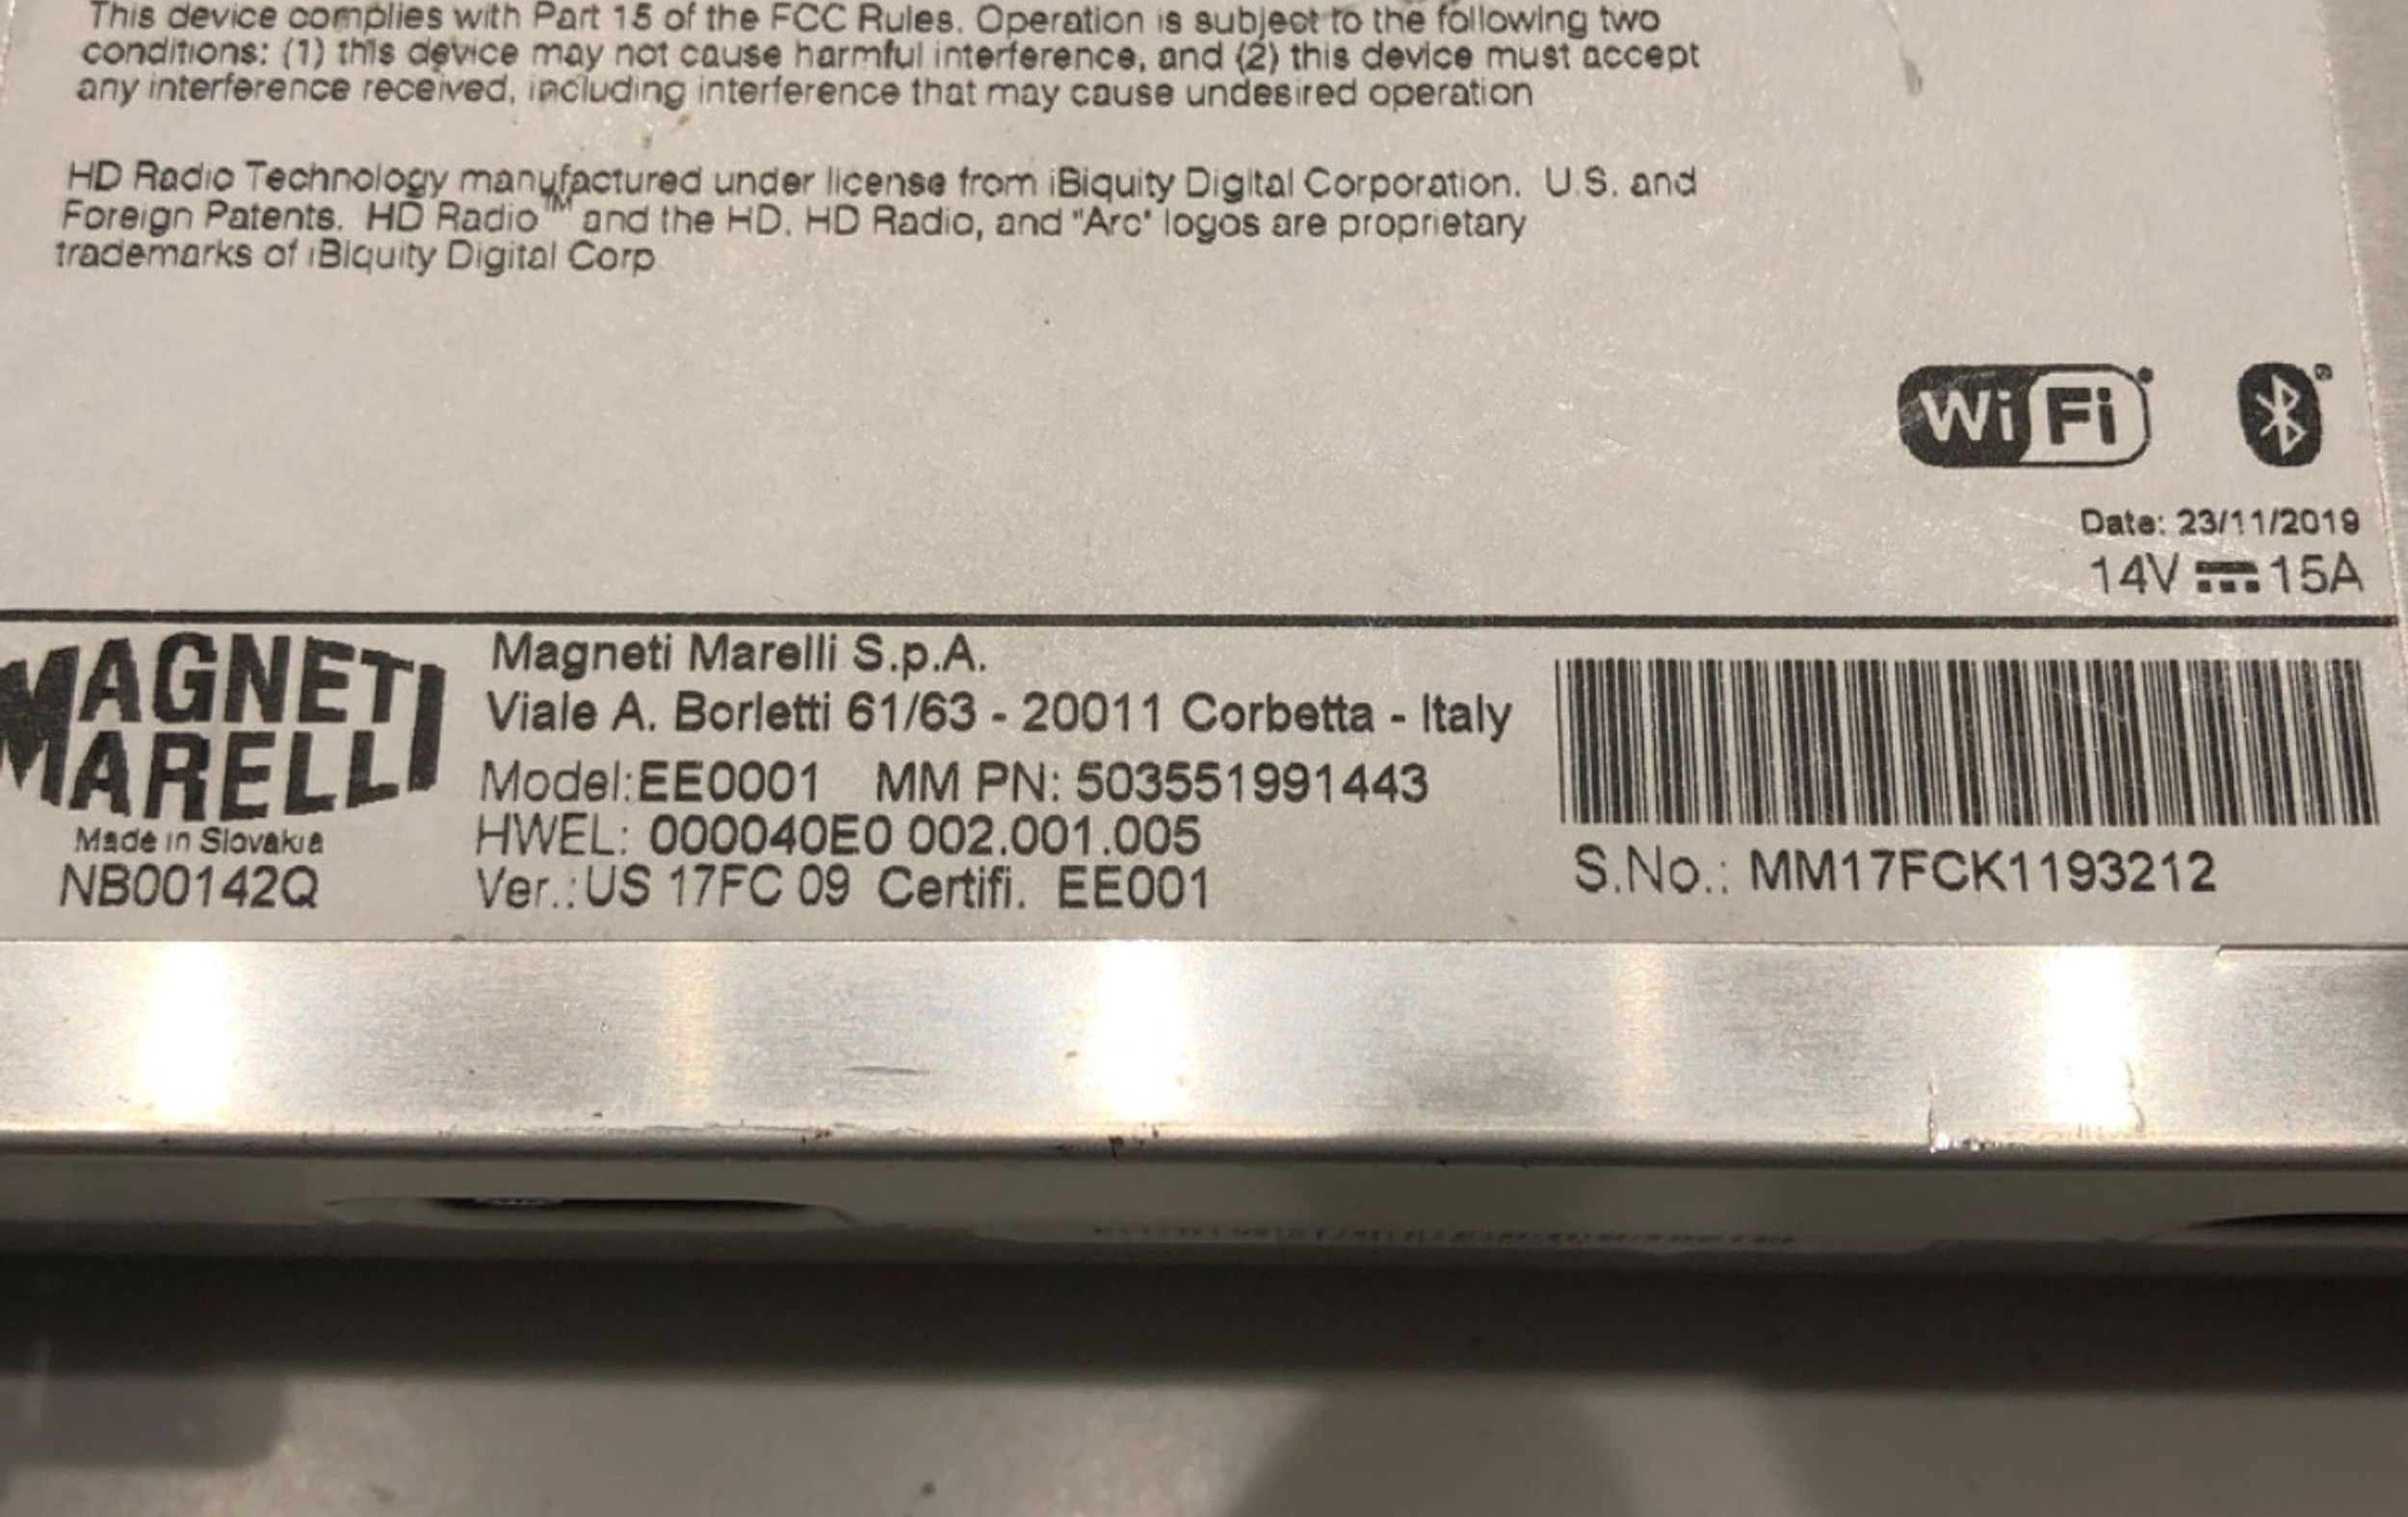 This device complies with Part 15 of the FCC Rules. Operation is subject to the following two
conditions: (1) this device may not cause harmful interference, and (2) this device must accept
any interference received, including interference that may cause undesired operation
HD Radio Technology manufactured under license from iBiquity Digital Corporation. U.S. and
Foreign Patents. HD Radio™ and the HD, HD Radio, and "Arc" logos are proprietary
trademarks of iBiquity Digital Corp
Wi Fi
Date: 23/11/2019
14V 15A
MAGNETI
MARELLI
Made in Slovakia
NB00142Q
Magneti Marelli S.p.A.
Viale A. Borletti 61/63 - 20011 Corbetta - Italy
Model:EE0001 MM PN: 503551991443
HWEL: 000040E0 002.001.005
Ver.:US 17FC 09 Certifi. EE001
S.No.: MM17FCK1193212